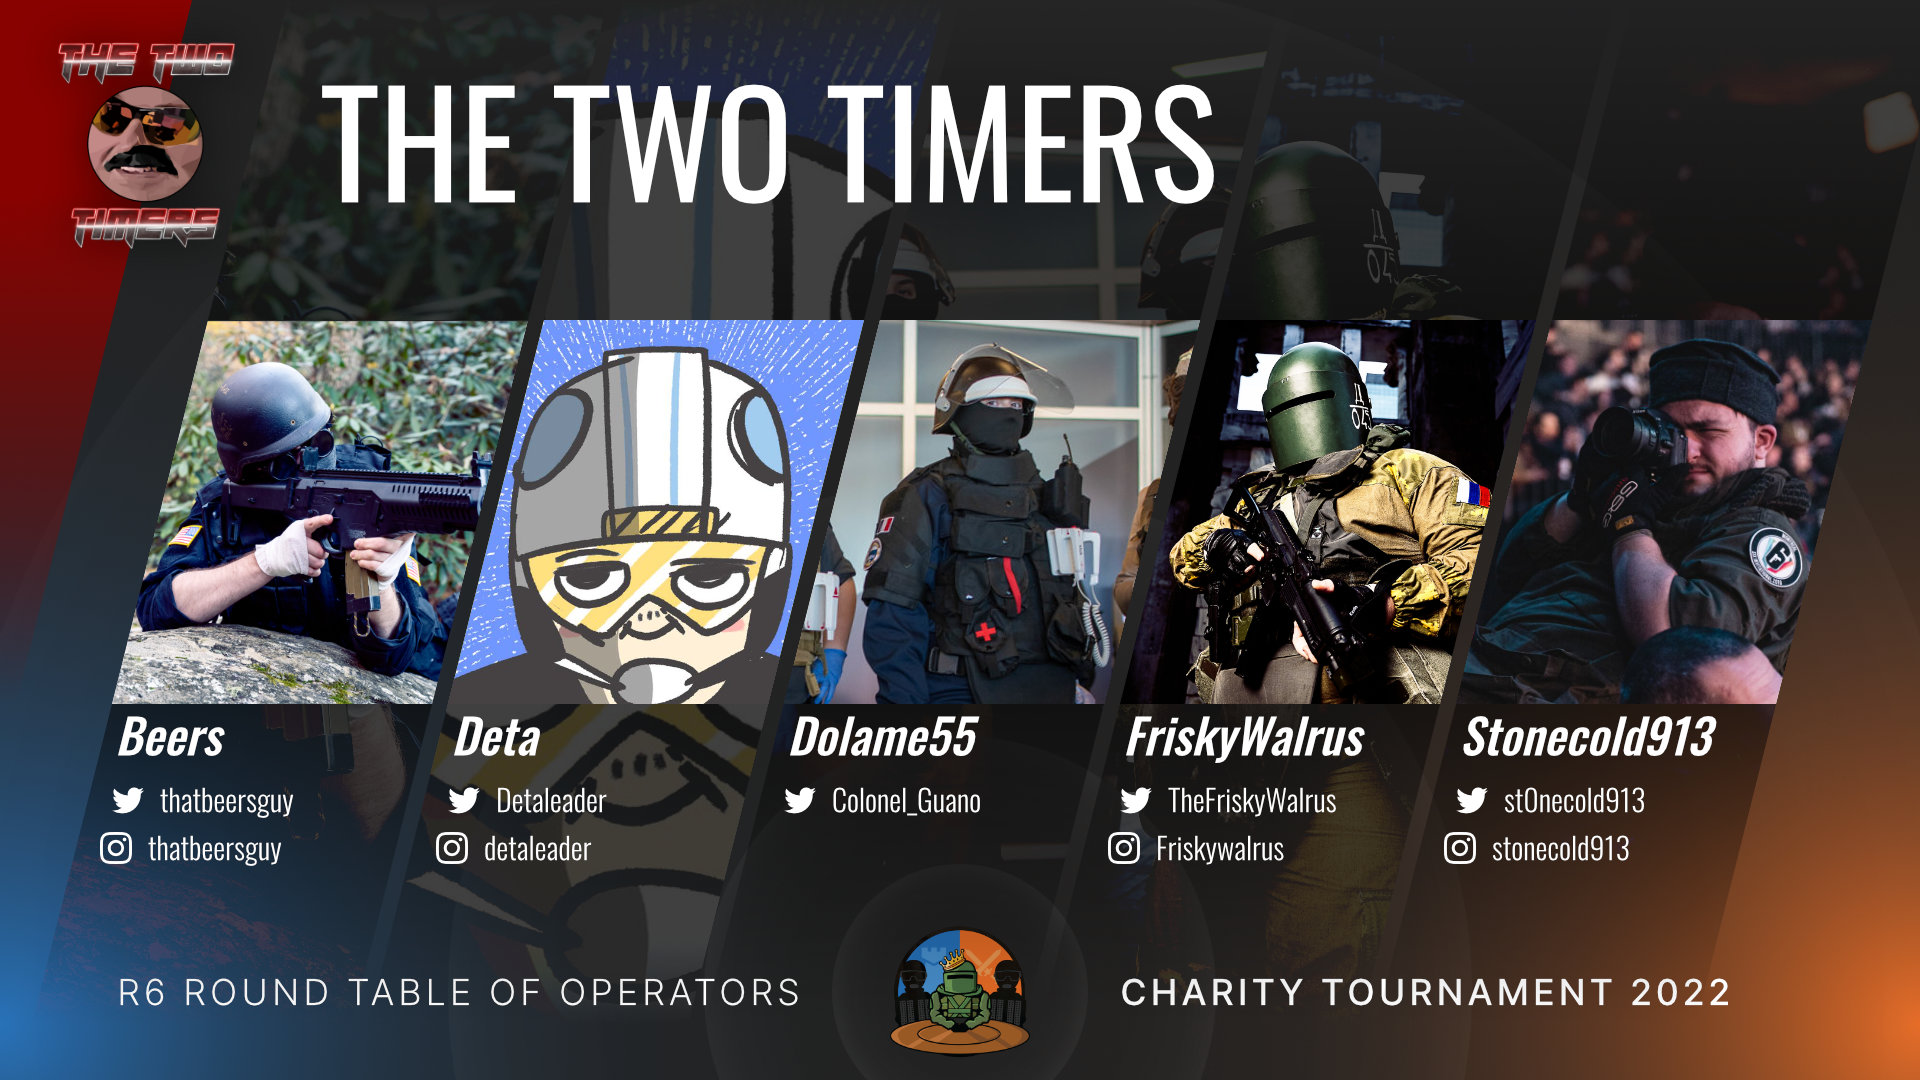 THE TWO
TIMERS
THE TWO TIMERS
Д
045
Beers
Deta
Dolame55
FriskyWalrus
Stonecold913
thatbeersguy
Detaleader
Colonel_Guano
TheFriskyWalrus
st0necold913
thatbeersguy
detaleader
Friskywalrus
stonecold913
R6 ROUND TABLE OF OPERATORS
CHARITY TOURNAMENT 2022